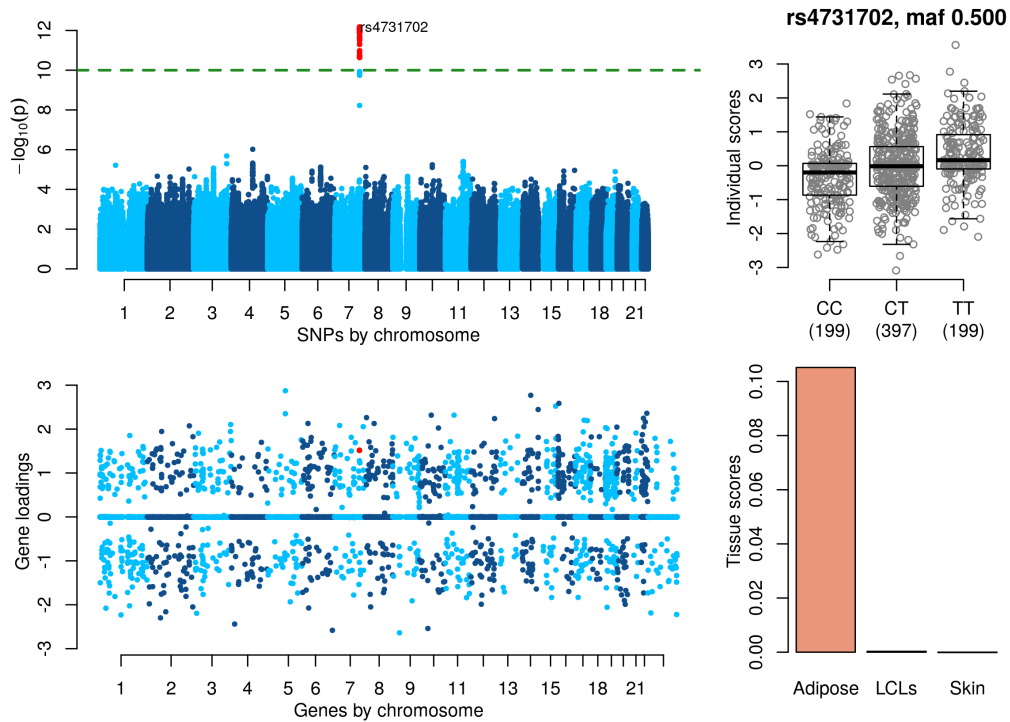 rs4731702
−log10(p)
12
10
8
6
4
2
0
1 2 3 4 5 6 7 8 9 11 13 15 18 21
SNPs by chromosome
rs4731702, maf 0.500
Individual scores
3
2
1
0
-1
-2
-3
CC CT TT
(199) (397) (199)
Gene loadings
3
2
1
0
-1
-2
-3
1 2 3 4 5 6 7 8 9 11 13 15 18 21
Genes by chromosome
Tissue scores
0.10
0.08
0.06
0.04
0.02
0.00
Adipose LCLs Skin